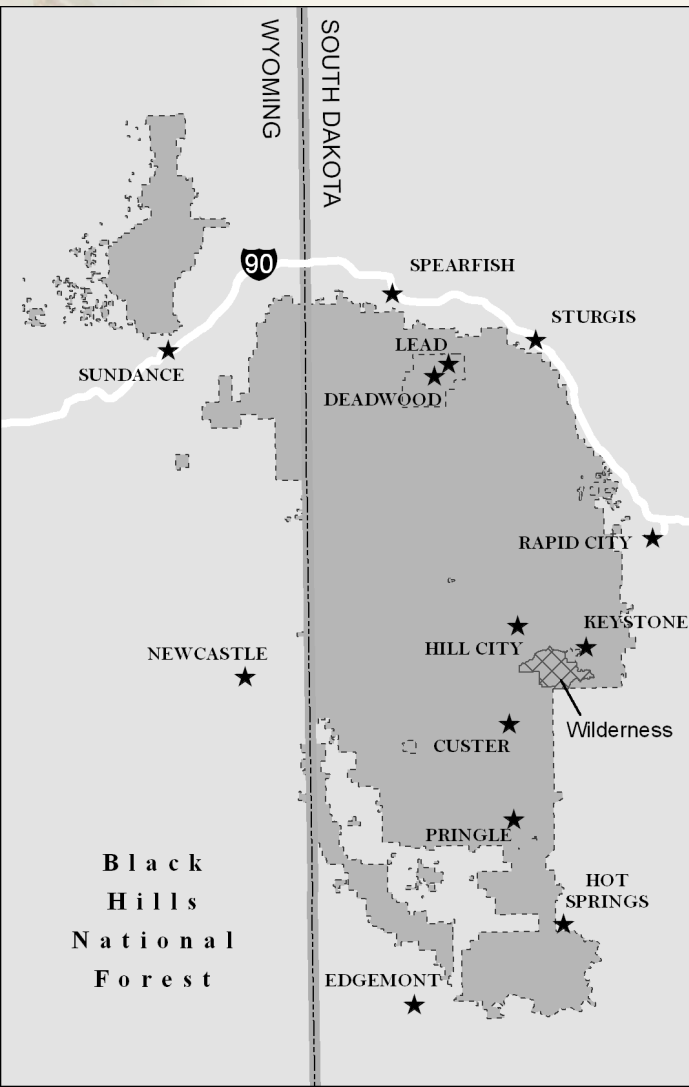 WYOMING
SOUTH DAKOTA
90
SPEARFISH
STURGIS
LEAD
SUNDANCE
DEADWOOD
RAPID CITY
KEYSTONE
HILL CITY
NEWCASTLE
Wilderness
CUSTER
PRINGLE
Black
Hills
National
Forest
HOT
SPRINGS
EDGEMONT